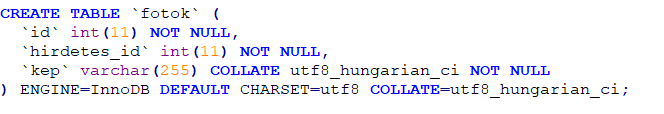 CREATE TABLE `fotok` (
  `id` int(11) NOT NULL,
  `hirdetes_id` int(11) NOT NULL,
  `kep` varchar(255) COLLATE utf8_hungarian_ci NOT NULL
) ENGINE=InnoDB DEFAULT CHARSET=utf8 COLLATE=utf8_hungarian_ci;